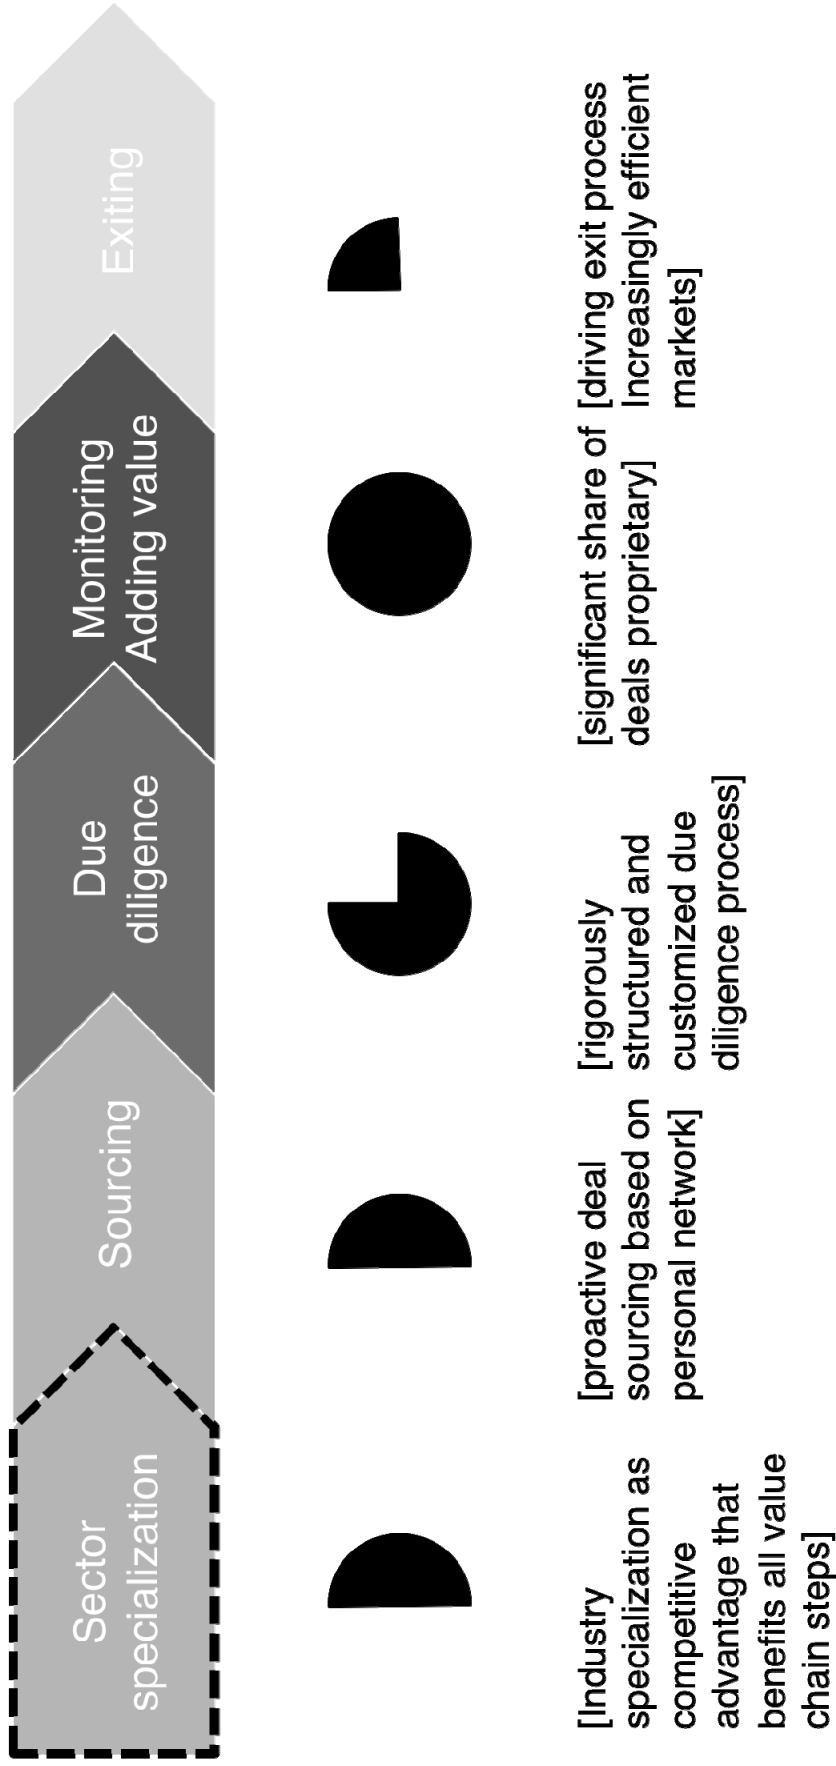 Sector
specialization
Sourcing
Due
diligence
Monitoring
Adding value
Exiting
[Industry
specialization as
competitive
advantage that
benefits all value
chain steps]
[proactive deal
sourcing based on
personal network]
[rigorously
structured and
customized due
diligence process]
[significant share of
deals proprietary]
[driving exit process
Increasingly efficient
markets]